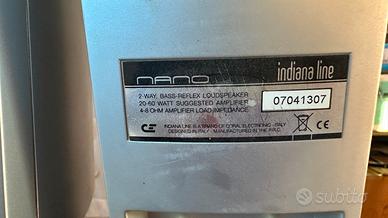 nano
indiana line
2-WAY, BASS-REFLEX LOUDSPEAKER
20-60 WATT SUGGESTED AMPLIFIER
4-8 OHM AMPLIFIER LOAD IMPEDANCE
07041307
CE
INDIANA LINE IS A BRAND OF CORAL ELECTRONIC - ITALY
DESIGNED IN ITALY - MANUFACTURED IN THE P.R.C.
subito